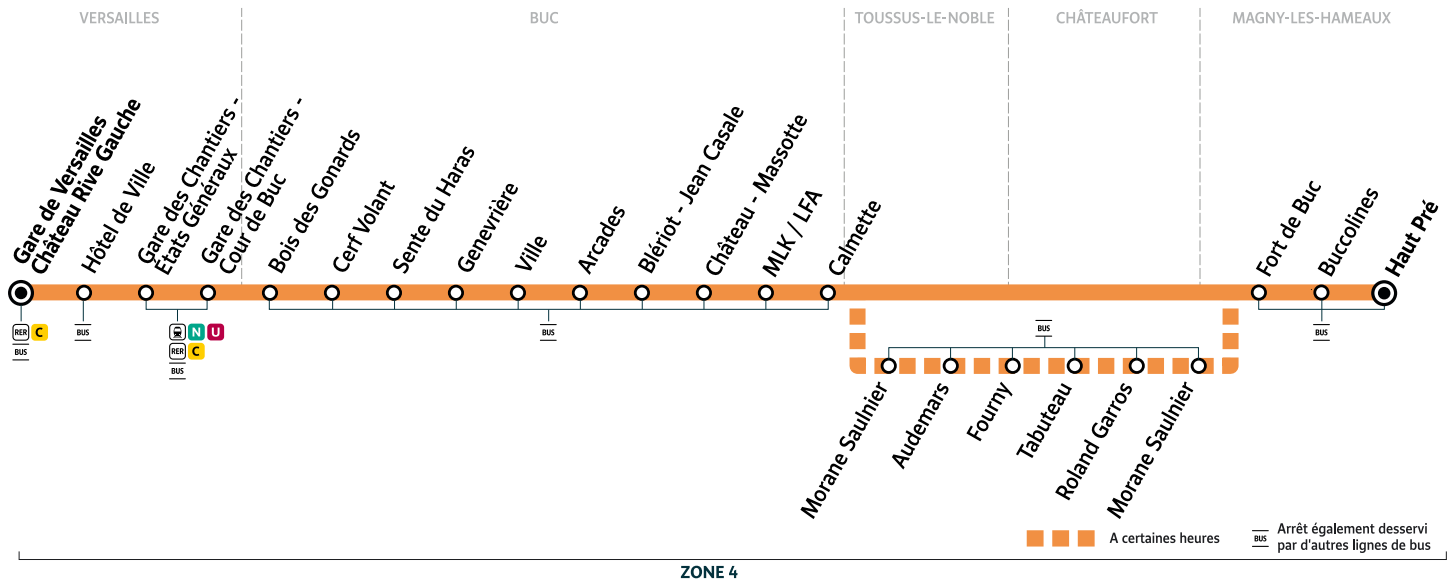 VERSAILLES
BUC
TOUSSUS-LE-NOBLE
CHÂTEAUFORT
MAGNY-LES-HAMEAUX
Gare de Versailles
Château Rive Gauche
Hôtel de Ville
Gare des Chantiers -
États Généraux
Gare des Chantiers -
Cour de Buc
Bois des Gonards
Cerf Volant
Sente du Haras
Genevrière
Ville
Arcades
Blériot - Jean Casale
Château - Massotte
MLK / LFA
Calmette
Fort de Buc
Buccolines
Haut Pré
RER C
BUS
BUS
N U
RER C
BUS
BUS
BUS
BUS
Morane Saulnier
Audemars
Fourny
Tabuteau
Roland Garros
Morane Saulnier
A certaines heures
BUS
Arrêt également desservi
par d'autres lignes de bus
ZONE 4